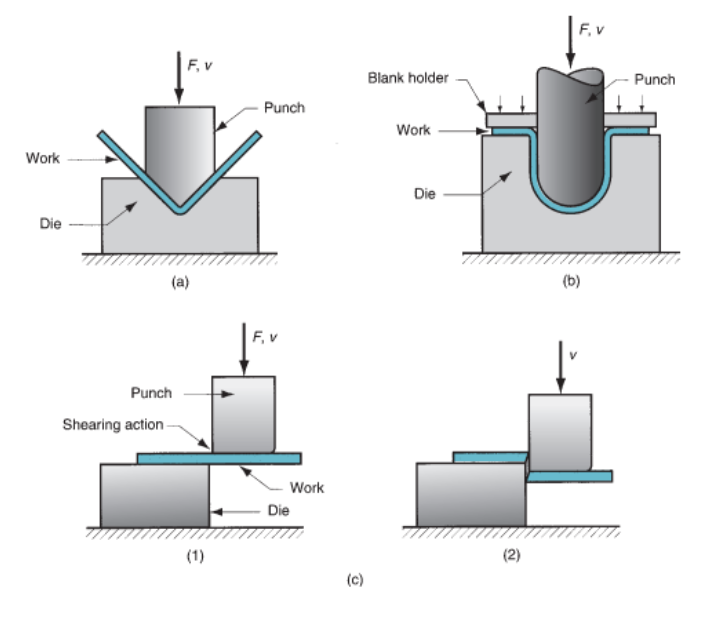 F, v
Punch
Work
Die
(a)
F, v
Blank holder
Punch
Work
Die
(b)
F, v
Punch
Shearing action
Work
Die
(1)
v
(2)
(c)